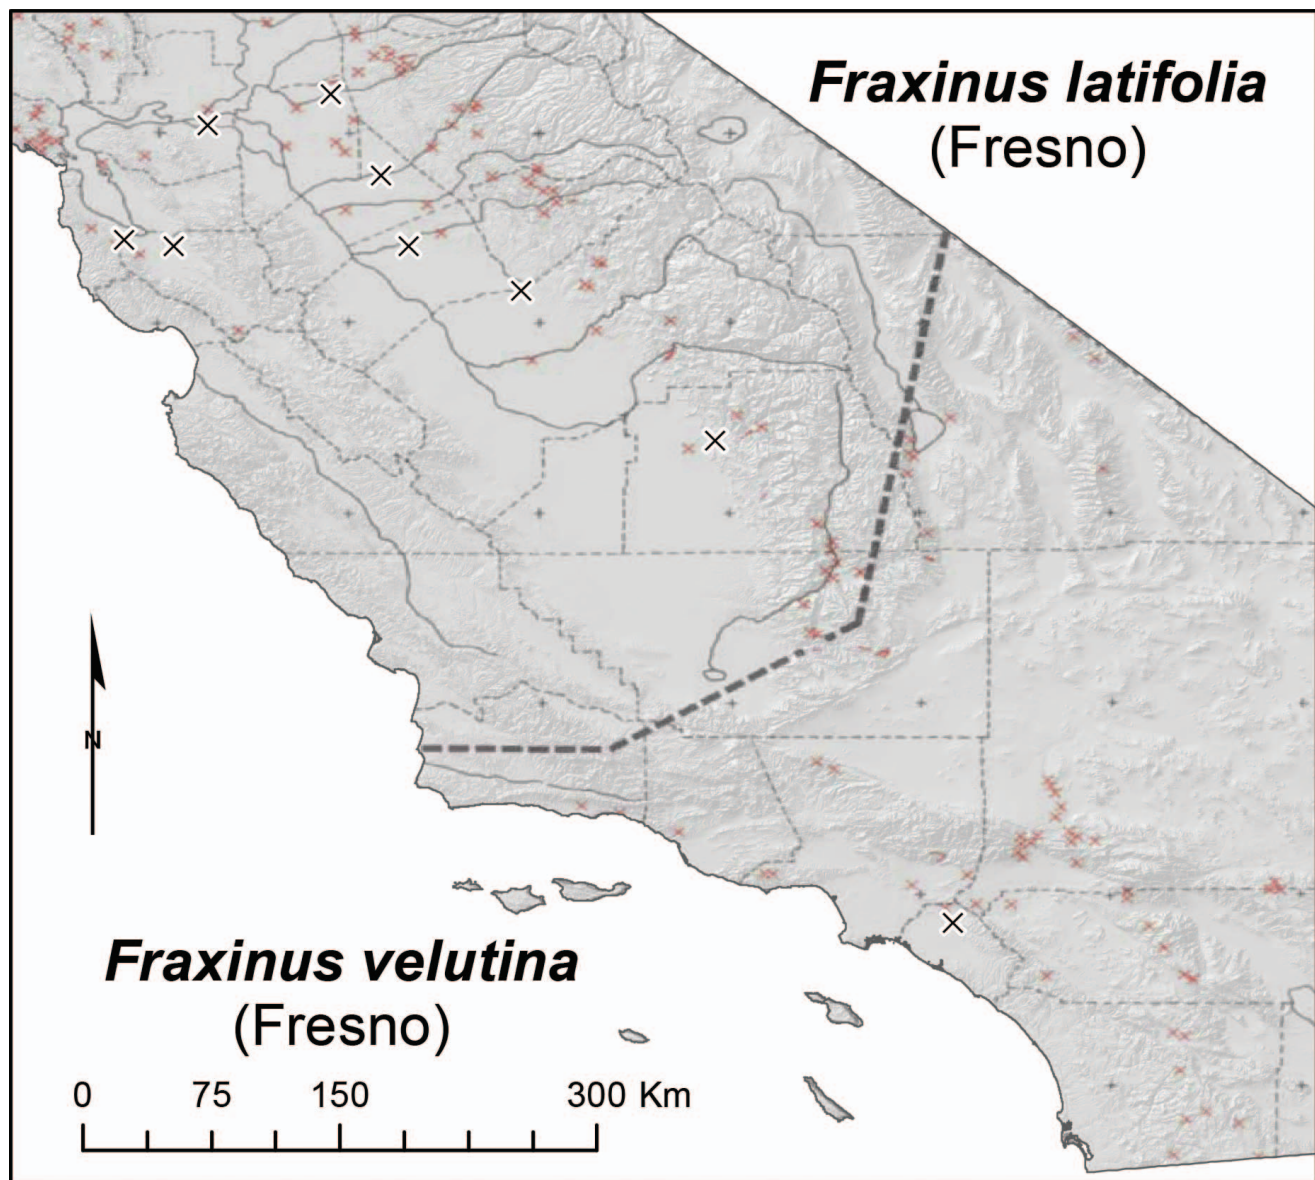 Fraxinus latifolia
(Fresno)
N
Fraxinus velutina
(Fresno)
0 75 150 300 Km